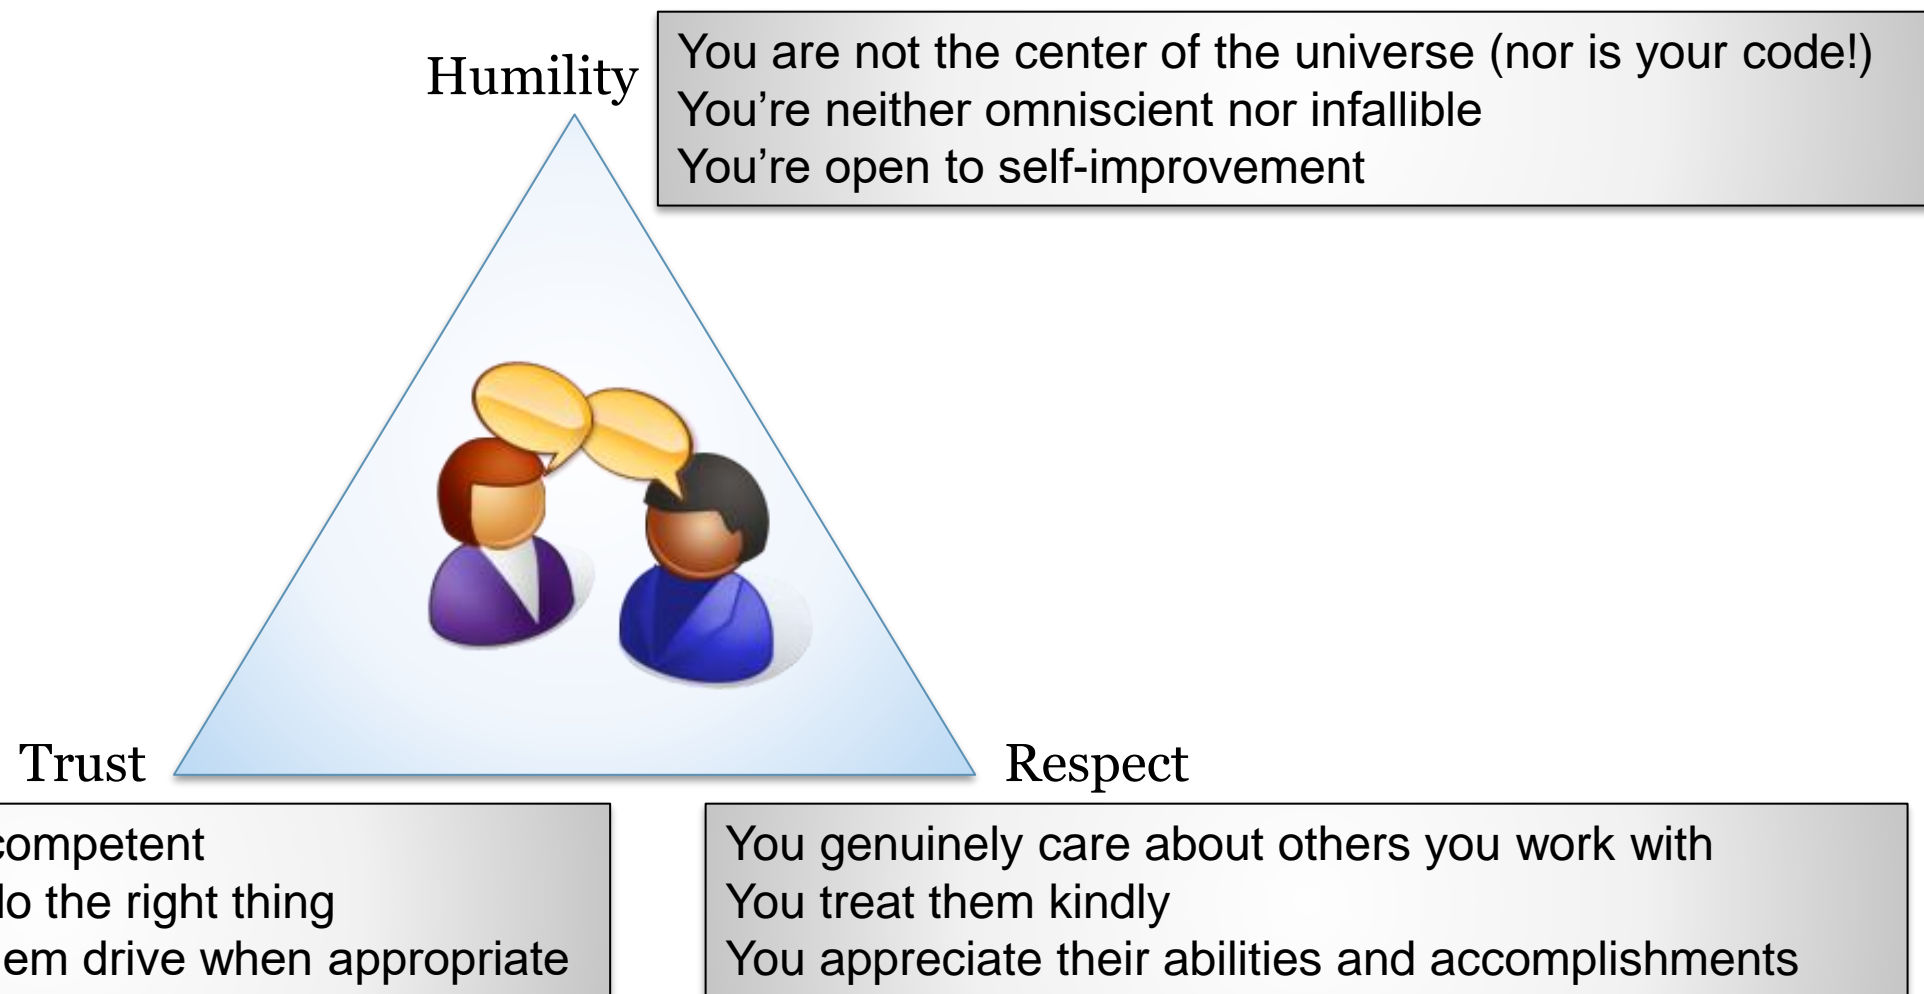 Humility
You are not the center of the universe (nor is your code!)
You’re neither omniscient nor infallible
You’re open to self-improvement
Trust
Respect
competent
the right thing
drive when appropriate
You genuinely care about others you work with
You treat them kindly
You appreciate their abilities and accomplishments